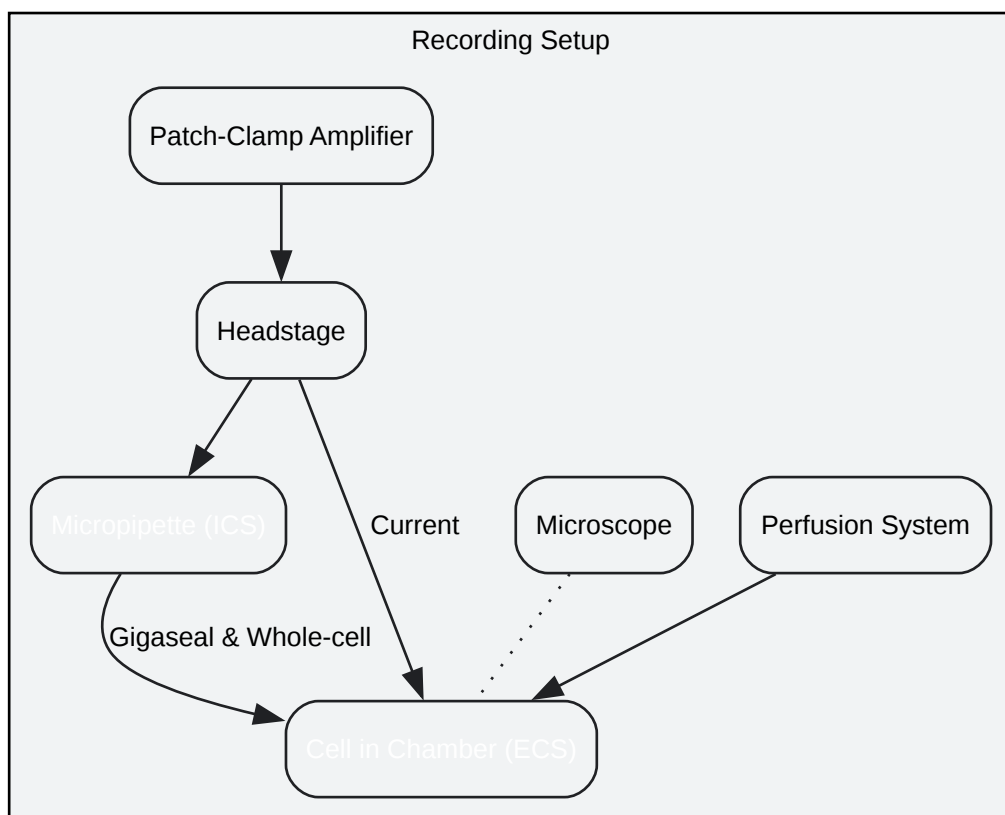 Recording Setup
Patch-Clamp Amplifier
Headstage
Micropipette (ICS)
Current
Microscope
Perfusion System
Gigaseal & Whole-cell
Cell in Chamber (ECS)